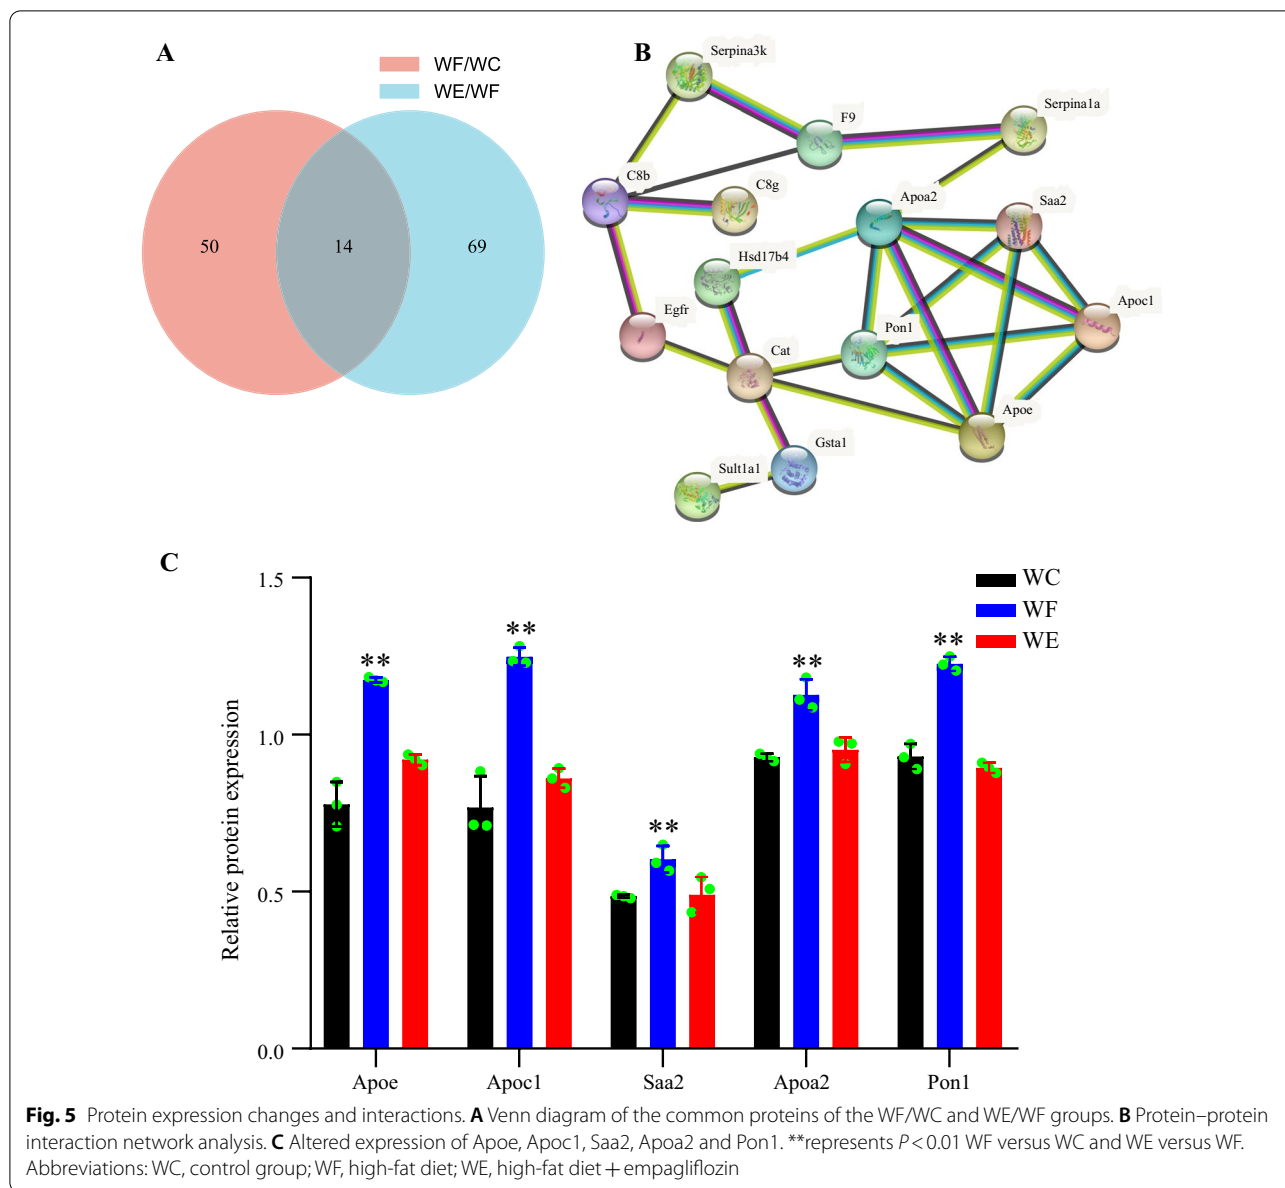 A
WF/WC
WE/WF
50
14
69
B
Serpina3k
F9
Serpina1a
C8b
C8g
Apoa2
Saa2
Hsd17b4
Apoc1
Egfr
Pon1
Cat
Apoe
Gsta1
Sult1a1
C
Relative protein expression
1.5
1.0
0.5
0.0
**
**
**
**
**
WC
WF
WE
Apoe
Apoc1
Saa2
Apoa2
Pon1
Fig. 5 Protein expression changes and interactions. A Venn diagram of the common proteins of the WF/WC and WE/WF groups. B Protein–protein
interaction network analysis. C Altered expression of Apoe, Apoc1, Saa2, Apoa2 and Pon1. **represents P < 0.01 WF versus WC and WE versus WF.
Abbreviations: WC, control group; WF, high-fat diet; WE, high-fat diet + empagliflozin